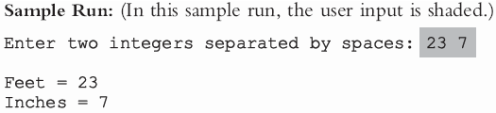 Sample Run: (In this sample run, the user input is shaded.)
Enter two integers separated by spaces: 23 7
Feet = 23
Inches = 7